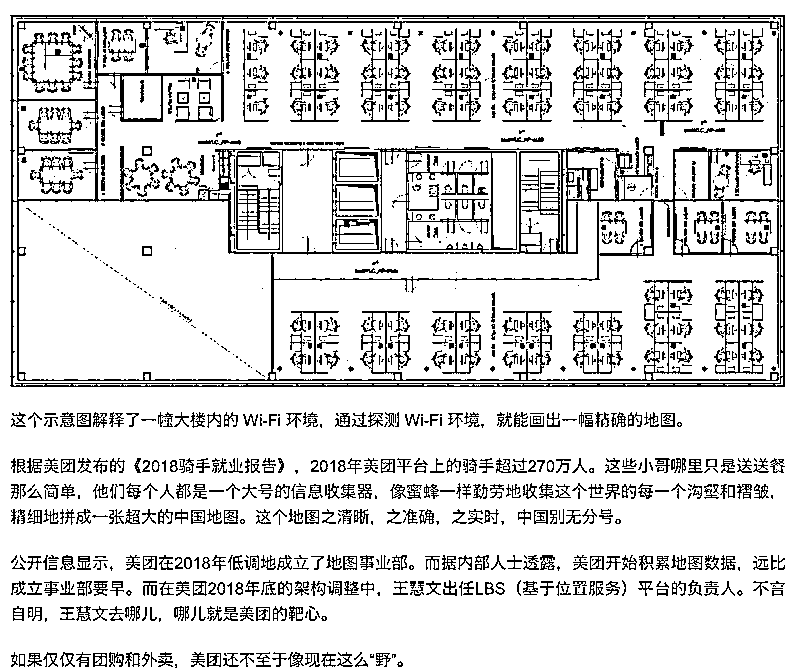 这个示意图解释了一幢大楼内的 Wi-Fi 环境，通过探测 Wi-Fi 环境，就能画出一幅精确的地图。
根据美团发布的《2018骑手就业报告》，2018年美团平台上的骑手超过270万人。这些小哥哪里只是送送餐
那么简单，他们每个人都是一个大号的信息收集器，像蜜蜂一样勤劳地收集这个世界的每一个沟壑和褶皱，
精细地拼成一张超大的中国地图。这个地图之清晰，之准确，之实时，中国别无分号。
公开信息显示，美团在2018年低调地成立了地图事业部。而据内部人士透露，美团开始积累地图数据，远比
成立事业部要早。而在美团2018年底的架构调整中，王慧文出任LBS（基于位置服务）平台的负责人。不言
自明，王慧文去哪儿，哪儿就是美团的靶心。
如果仅仅有团购和外卖，美团还不至于像现在这么“野”。